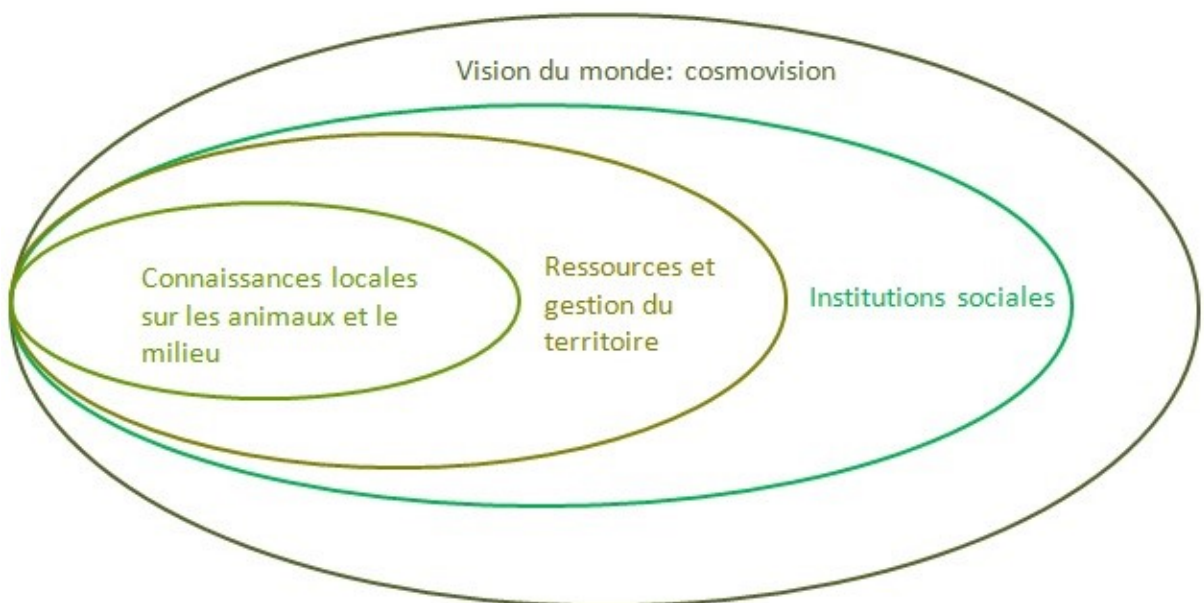 Vision du monde: cosmovision
Connaissances locales
sur les animaux et le
milieu
Ressources et
gestion du
territoire
Institutions sociales